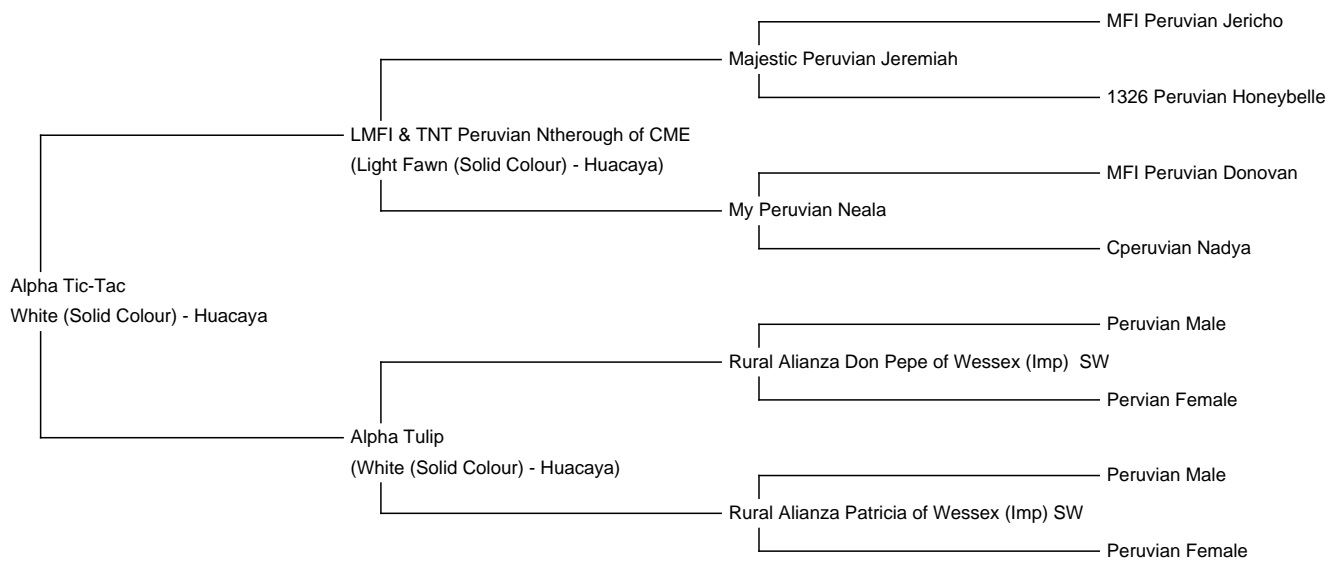 MFI Peruvian Jericho
Majestic Peruvian Jeremiah
1326 Peruvian Honeybelle
LMFI & TNT Peruvian Ntherough of CME
(Light Fawn (Solid Colour) - Huacaya)
MFI Peruvian Donovan
My Peruvian Neala
Cperuvian Nadya
Alpha Tic-Tac
White (Solid Colour) - Huacaya
Peruvian Male
Rural Alianza Don Pepe of Wessex (Imp)  SW
Pervian Female
Alpha Tulip
(White (Solid Colour) - Huacaya)
Peruvian Male
Rural Alianza Patricia of Wessex (Imp) SW
Peruvian Female